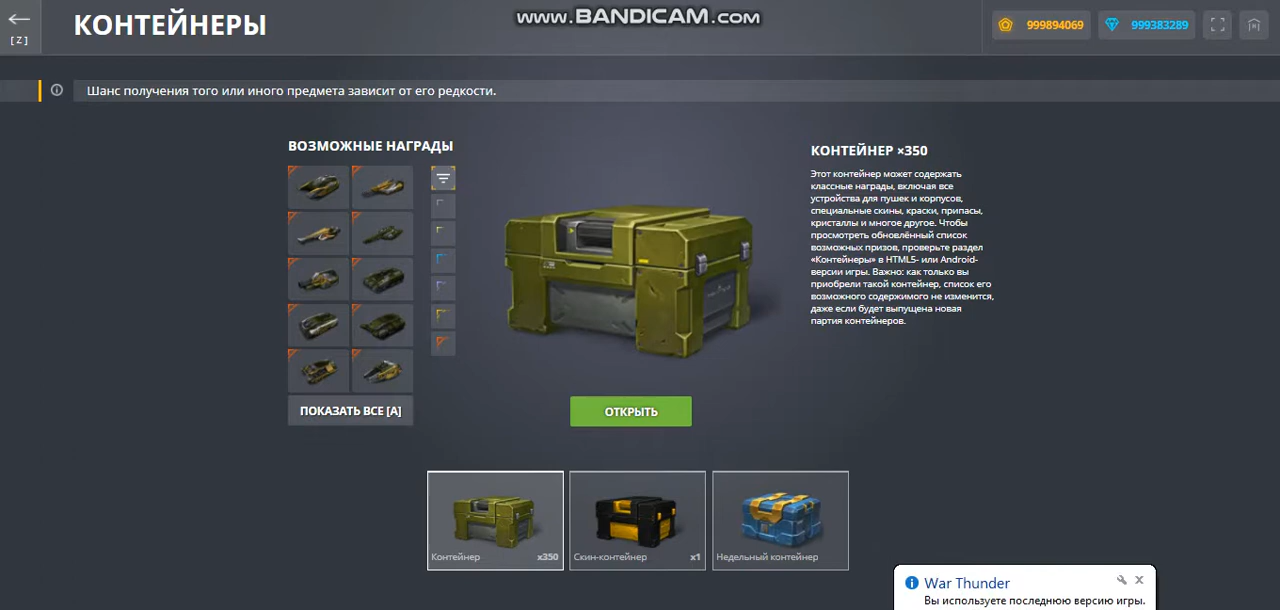 КОНТЕЙНЕРЫ
[Z]
www.BANDICAM.com
999894069
999383289
Шанс получения того или иного предмета зависит от его редкости.
ВОЗМОЖНЫЕ НАГРАДЫ
ПОКАЗАТЬ ВСЕ [A]
ОТКРЫТЬ
КОНТЕЙНЕР ×350
Этот контейнер может содержать
классные награды, включая все
устройства для пушек и корпусов,
специальные скины, краски, припасы,
кристаллы и многое другое. Чтобы
просмотреть обновлённый список
возможных призов, проверьте раздел
«Контейнеры» в HTML5- или Android-
версии игры. Важно: как только вы
приобрели такой контейнер, список его
возможного содержимого не изменится,
даже если будет выпущена новая
партия контейнеров.
Контейнер x350
Скин-контейнер x1
Недельный контейнер
War Thunder
Вы используете последнюю версию игры.